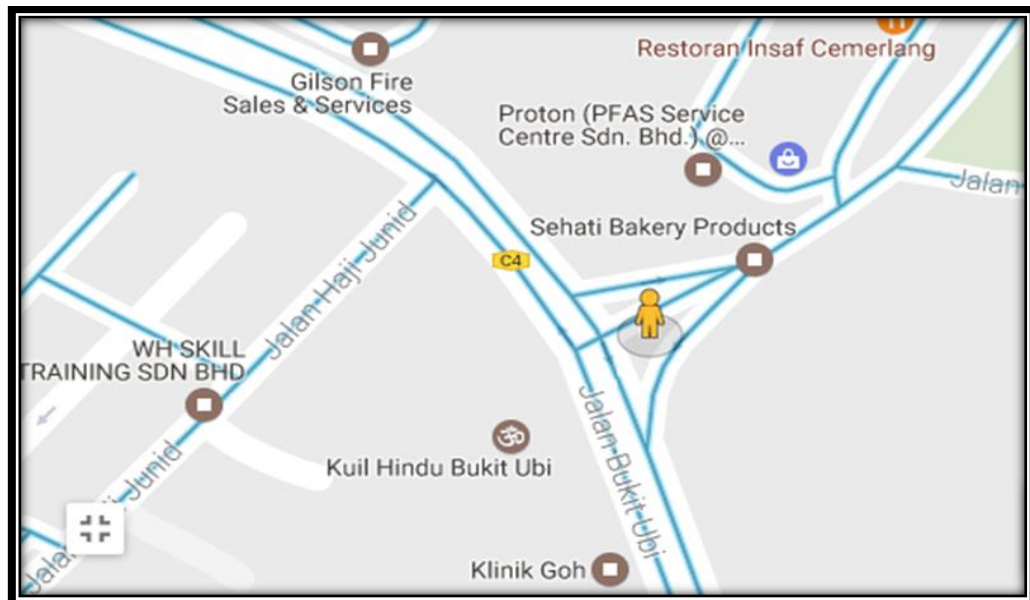 Restoran Insaf Cemerlang
Gilson Fire
Sales & Services
Proton (PFAS Service
Centre Sdn. Bhd.) @...
Jalan
Sehati Bakery Products
Jalan Haji Junid
C4
WH SKILL
TRAINING SDN BHD
Jalan Bukit Ubi
ॐ
Kuil Hindu Bukit Ubi
Junid
Klinik Goh
Jalan